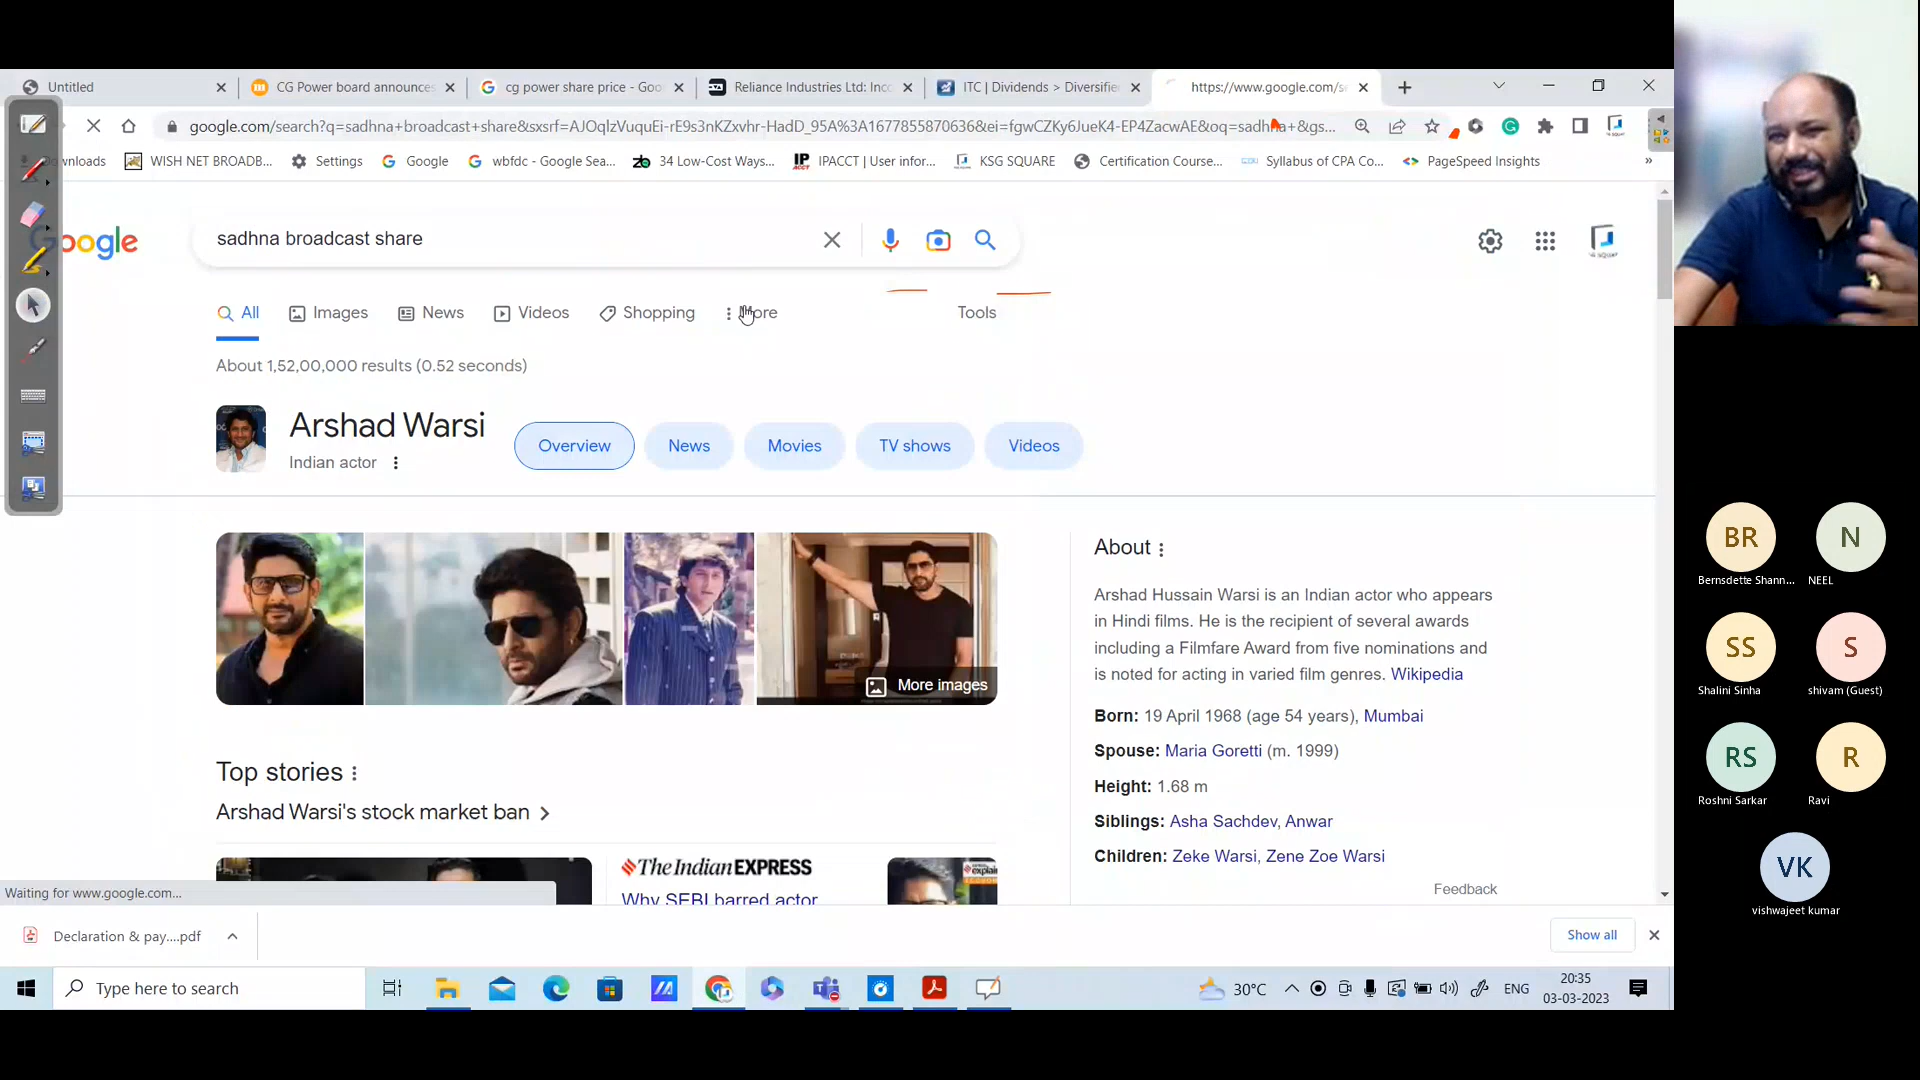 Untitled
CG Power board announces
cg power share price - Goo
Reliance Industries Ltd: Inc
ITC | Dividends > Diversifie
https://www.google.com/se
google.com/search?q=sadhna+broadcast+share&sxsrf=AJOqlzVuquEi-rE9s3nKZxvhr-HadD_95A%3A1677855870636&ei=fgwCZKy6JueK4-EP4ZacwAE&oq=sadhna+&gs...
ownloads
WISH NET BROADB...
Settings
Google
wbfdc - Google Sea...
34 Low-Cost Ways...
IPACCT | User infor...
KSG SQUARE
Certification Course...
Syllabus of CPA Co...
PageSpeed Insights
»
oogle
sadhna broadcast share
All
Images
News
Videos
Shopping
ore
Tools
About 1,52,00,000 results (0.52 seconds)
Arshad Warsi
Indian actor
Overview
News
Movies
TV shows
Videos
More images
About
Arshad Hussain Warsi is an Indian actor who appears
in Hindi films. He is the recipient of several awards
including a Filmfare Award from five nominations and
is noted for acting in varied film genres. Wikipedia
Born: 19 April 1968 (age 54 years), Mumbai
Spouse: Maria Goretti (m. 1999)
Height: 1.68 m
Siblings: Asha Sachdev, Anwar
Children: Zeke Warsi, Zene Zoe Warsi
Feedback
Top stories
Arshad Warsi's stock market ban
The Indian EXPRESS
Why SEBI barred actor
Waiting for www.google.com...
Declaration & pay....pdf
Show all
Type here to search
30°C
ENG
20:35
03-03-2023
BR
Bernsdette Shann...
N
NEEL
SS
Shalini Sinha
S
shivam (Guest)
RS
Roshni Sarkar
R
Ravi
VK
vishwajeet kumar